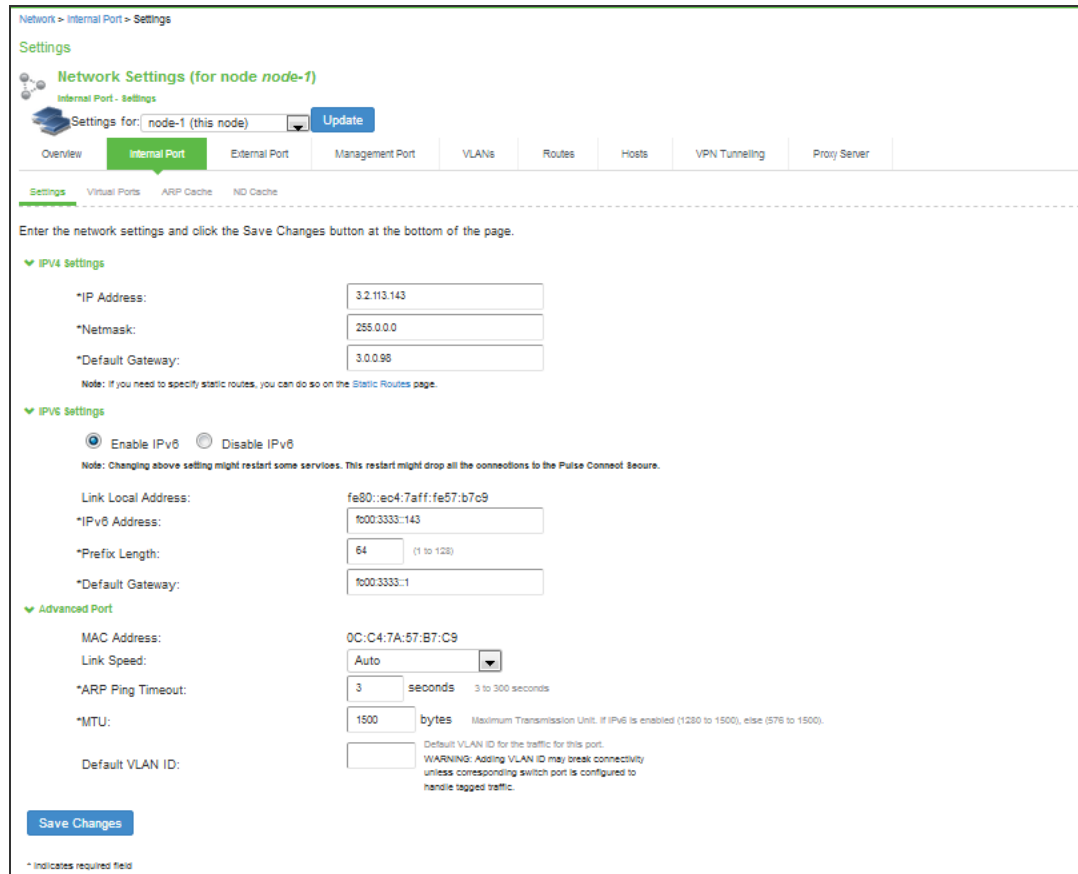 Network > Internal Port > Settings
Settings
Network Settings (for node node-1)
Internal Port - Settings
Settings for: node-1 (this node) Update
Overview Internal Port External Port Management Port VLANs Routes Hosts VPN Tunneling Proxy Server
Settings Virtual Ports ARP Cache ND Cache
Enter the network settings and click the Save Changes button at the bottom of the page.
IPV4 Settings
*IP Address: 3.2.113.143
*Netmask: 255.0.0.0
*Default Gateway: 3.0.0.98
Note: If you need to specify static routes, you can do so on the Static Routes page.
IPV6 Settings
Enable IPv6 Disable IPv6
Note: Changing above setting might restart some services. This restart might drop all the connections to the Pulse Connect Secure.
Link Local Address: fe80::ec4:7aff:fe57:b7c9
*IPv6 Address: fc00:3333::143
*Prefix Length: 64 (1 to 128)
*Default Gateway: fc00:3333::1
Advanced Port
MAC Address: 0C:C4:7A:57:B7:C9
Link Speed: Auto
*ARP Ping Timeout: 3 seconds 3 to 300 seconds
*MTU: 1500 bytes Maximum Transmission Unit. If IPv6 is enabled (1280 to 1500), else (576 to 1500).
Default VLAN ID: Default VLAN ID for the traffic for this port.
WARNING: Adding VLAN ID may break connectivity
unless corresponding switch port is configured to
handle tagged traffic.
Save Changes
* indicates required field